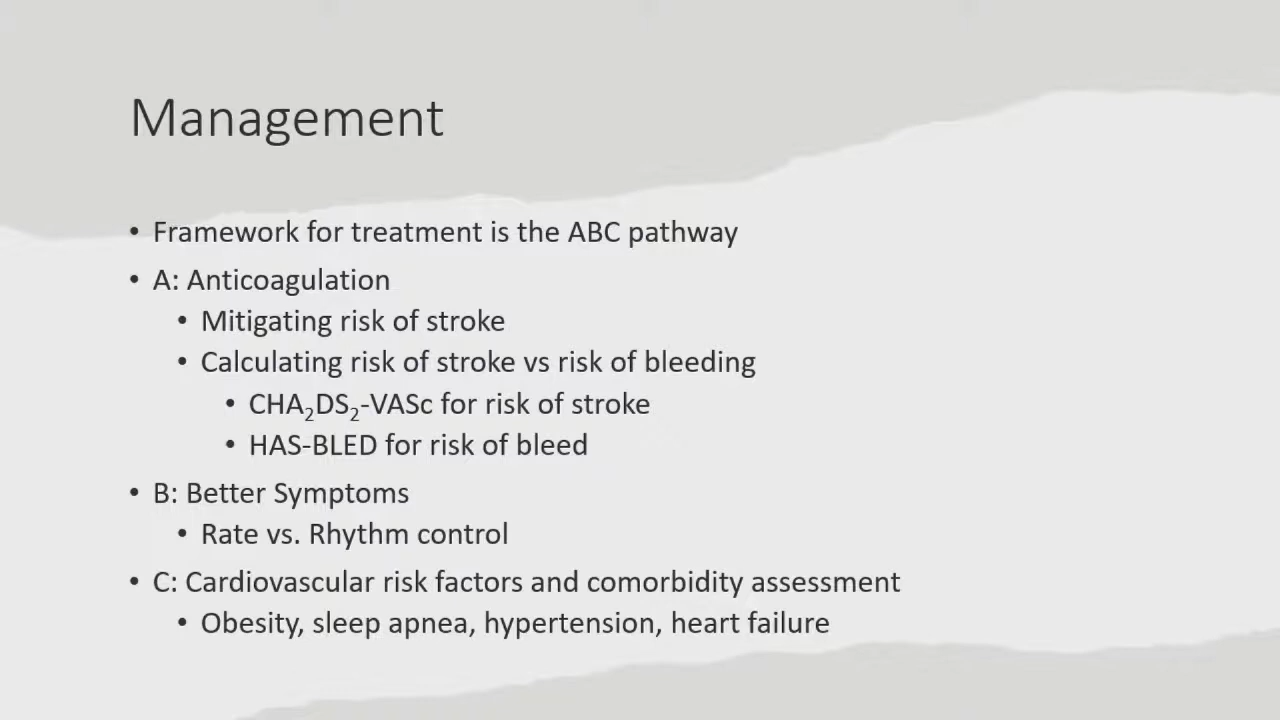 Management
• Framework for treatment is the ABC pathway
• A: Anticoagulation
• Mitigating risk of stroke
• Calculating risk of stroke vs risk of bleeding
• CHA₂DS₂-VASc for risk of stroke
• HAS-BLED for risk of bleed
• B: Better Symptoms
• Rate vs. Rhythm control
• C: Cardiovascular risk factors and comorbidity assessment
• Obesity, sleep apnea, hypertension, heart failure